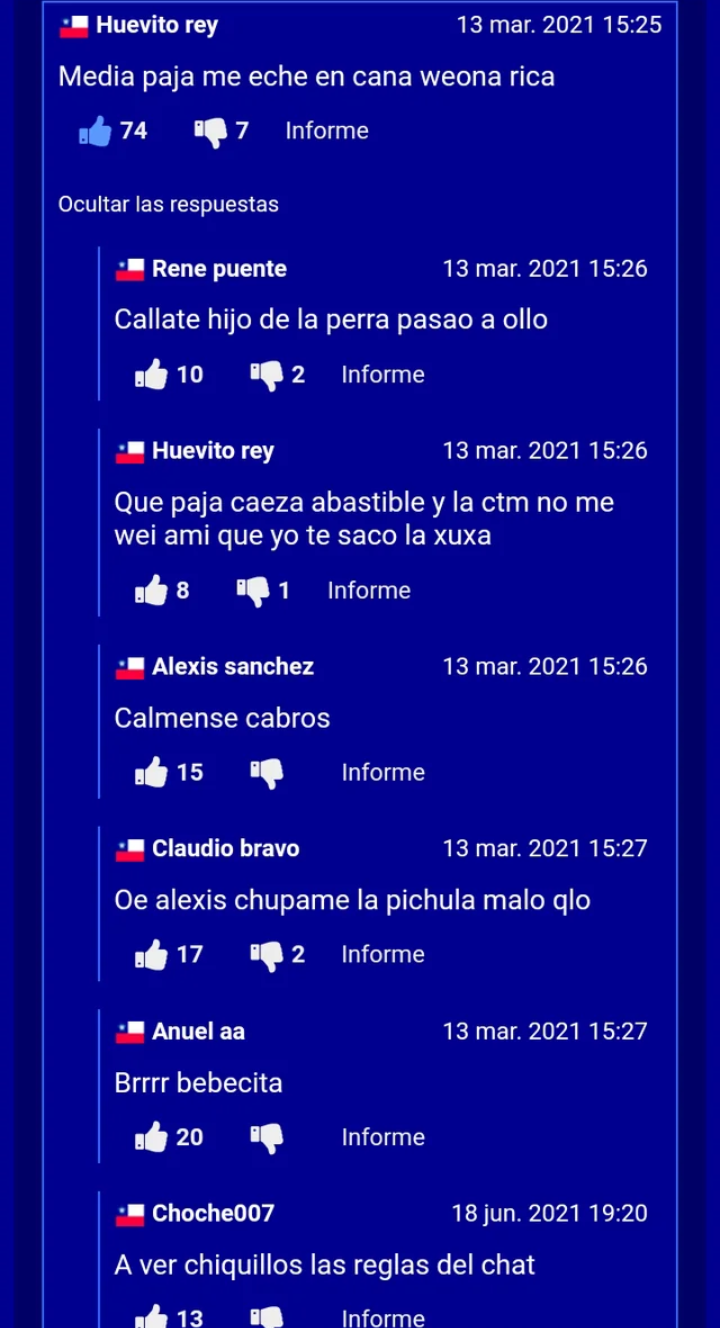 Huevito rey 13 mar. 2021 15:25
Media paja me eche en cana weona rica
74 7 Informe
Ocultar las respuestas
Rene puente 13 mar. 2021 15:26
Callate hijo de la perra pasao a ollo
10 2 Informe
Huevito rey 13 mar. 2021 15:26
Que paja caeza abastible y la ctm no me
wei ami que yo te saco la xuxa
8 1 Informe
Alexis sanchez 13 mar. 2021 15:26
Calmense cabros
15 Informe
Claudio bravo 13 mar. 2021 15:27
Oe alexis chupame la pichula malo qlo
17 2 Informe
Anuel aa 13 mar. 2021 15:27
Brrrr bebecita
20 Informe
Choche007 18 jun. 2021 19:20
A ver chiquillos las reglas del chat
13 Informe